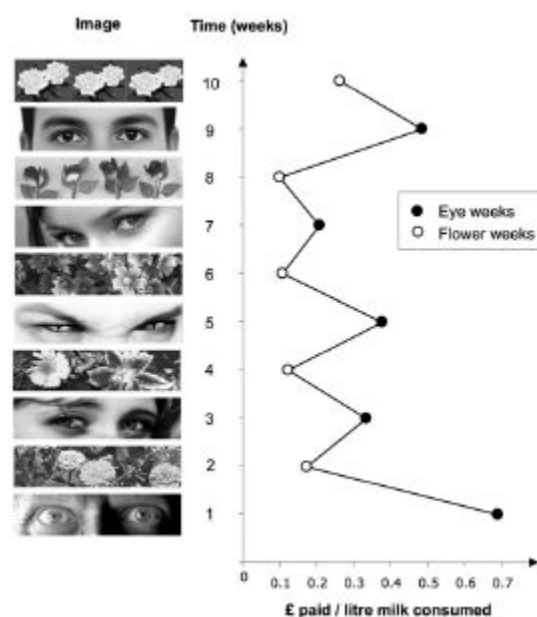 Image Time (weeks)
10
9
8
7
Eye weeks
Flower weeks
6
5
4
3
2
1
0 0.1 0.2 0.3 0.4 0.5 0.6 0.7
£ paid / litre milk consumed